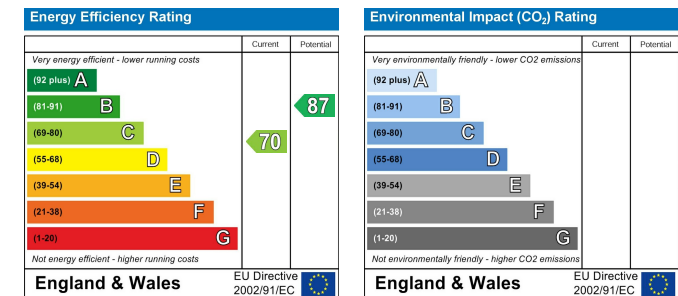 Energy Efficiency Rating
Current Potential
Very energy efficient - lower running costs
(92 plus) A
(81-91) B
87
(69-80) C
70
(55-68) D
(39-54) E
(21-38) F
(1-20) G
Not energy efficient - higher running costs
England & Wales
EU Directive
2002/91/EC
Environmental Impact (CO₂) Rating
Current Potential
Very environmentally friendly - lower CO2 emissions
(92 plus) A
(81-91) B
(69-80) C
(55-68) D
(39-54) E
(21-38) F
(1-20) G
Not environmentally friendly - higher CO2 emissions
England & Wales
EU Directive
2002/91/EC